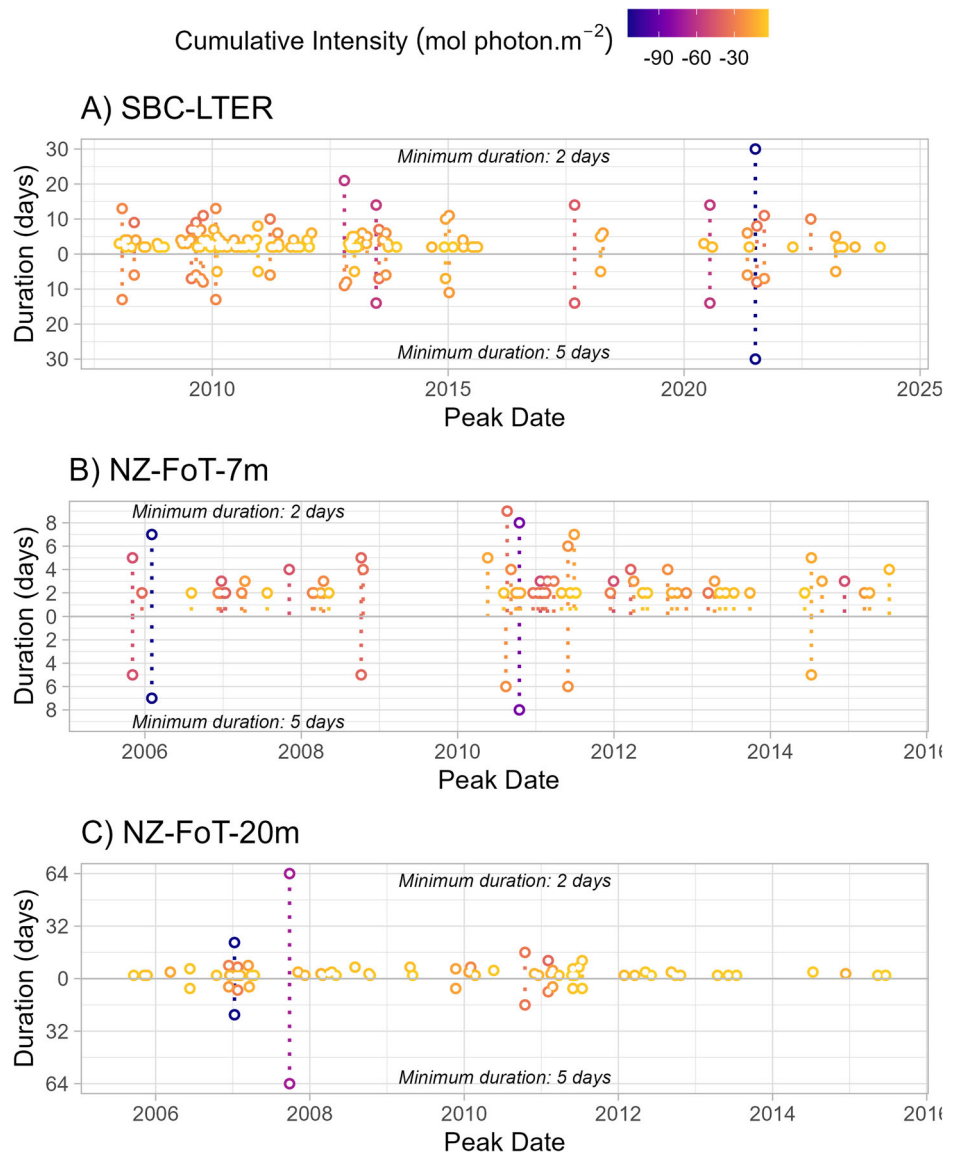 Cumulative Intensity (mol photon.m⁻²)
-90 -60 -30
A) SBC-LTER
Duration (days)
30
20
10
0
10
20
30
Minimum duration: 2 days
Minimum duration: 5 days
2010 2015 2020 2025
Peak Date
B) NZ-FoT-7m
Duration (days)
8
6
4
2
0
2
4
6
8
Minimum duration: 2 days
Minimum duration: 5 days
2006 2008 2010 2012 2014 2016
Peak Date
C) NZ-FoT-20m
Duration (days)
64
32
0
32
64
Minimum duration: 2 days
Minimum duration: 5 days
2006 2008 2010 2012 2014 2016
Peak Date